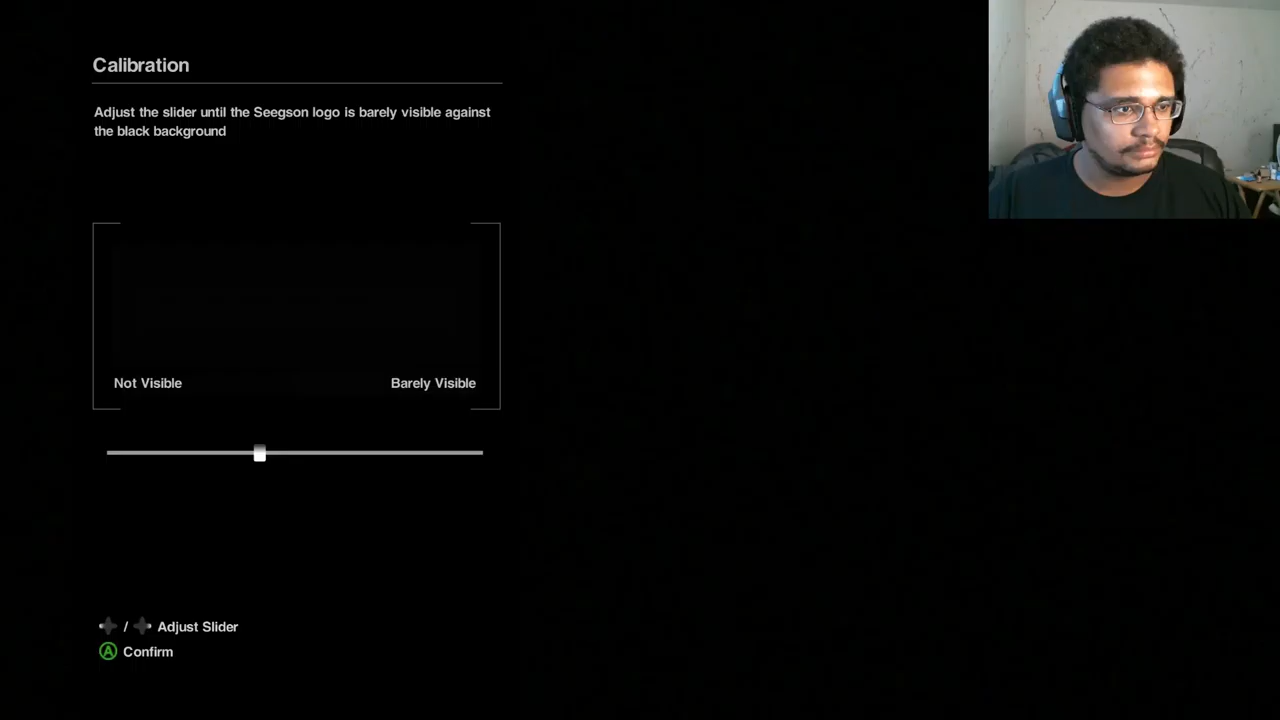 Calibration
Adjust the slider until the Seegson logo is barely visible against
the black background
Not Visible
Barely Visible
/ Adjust Slider
A Confirm